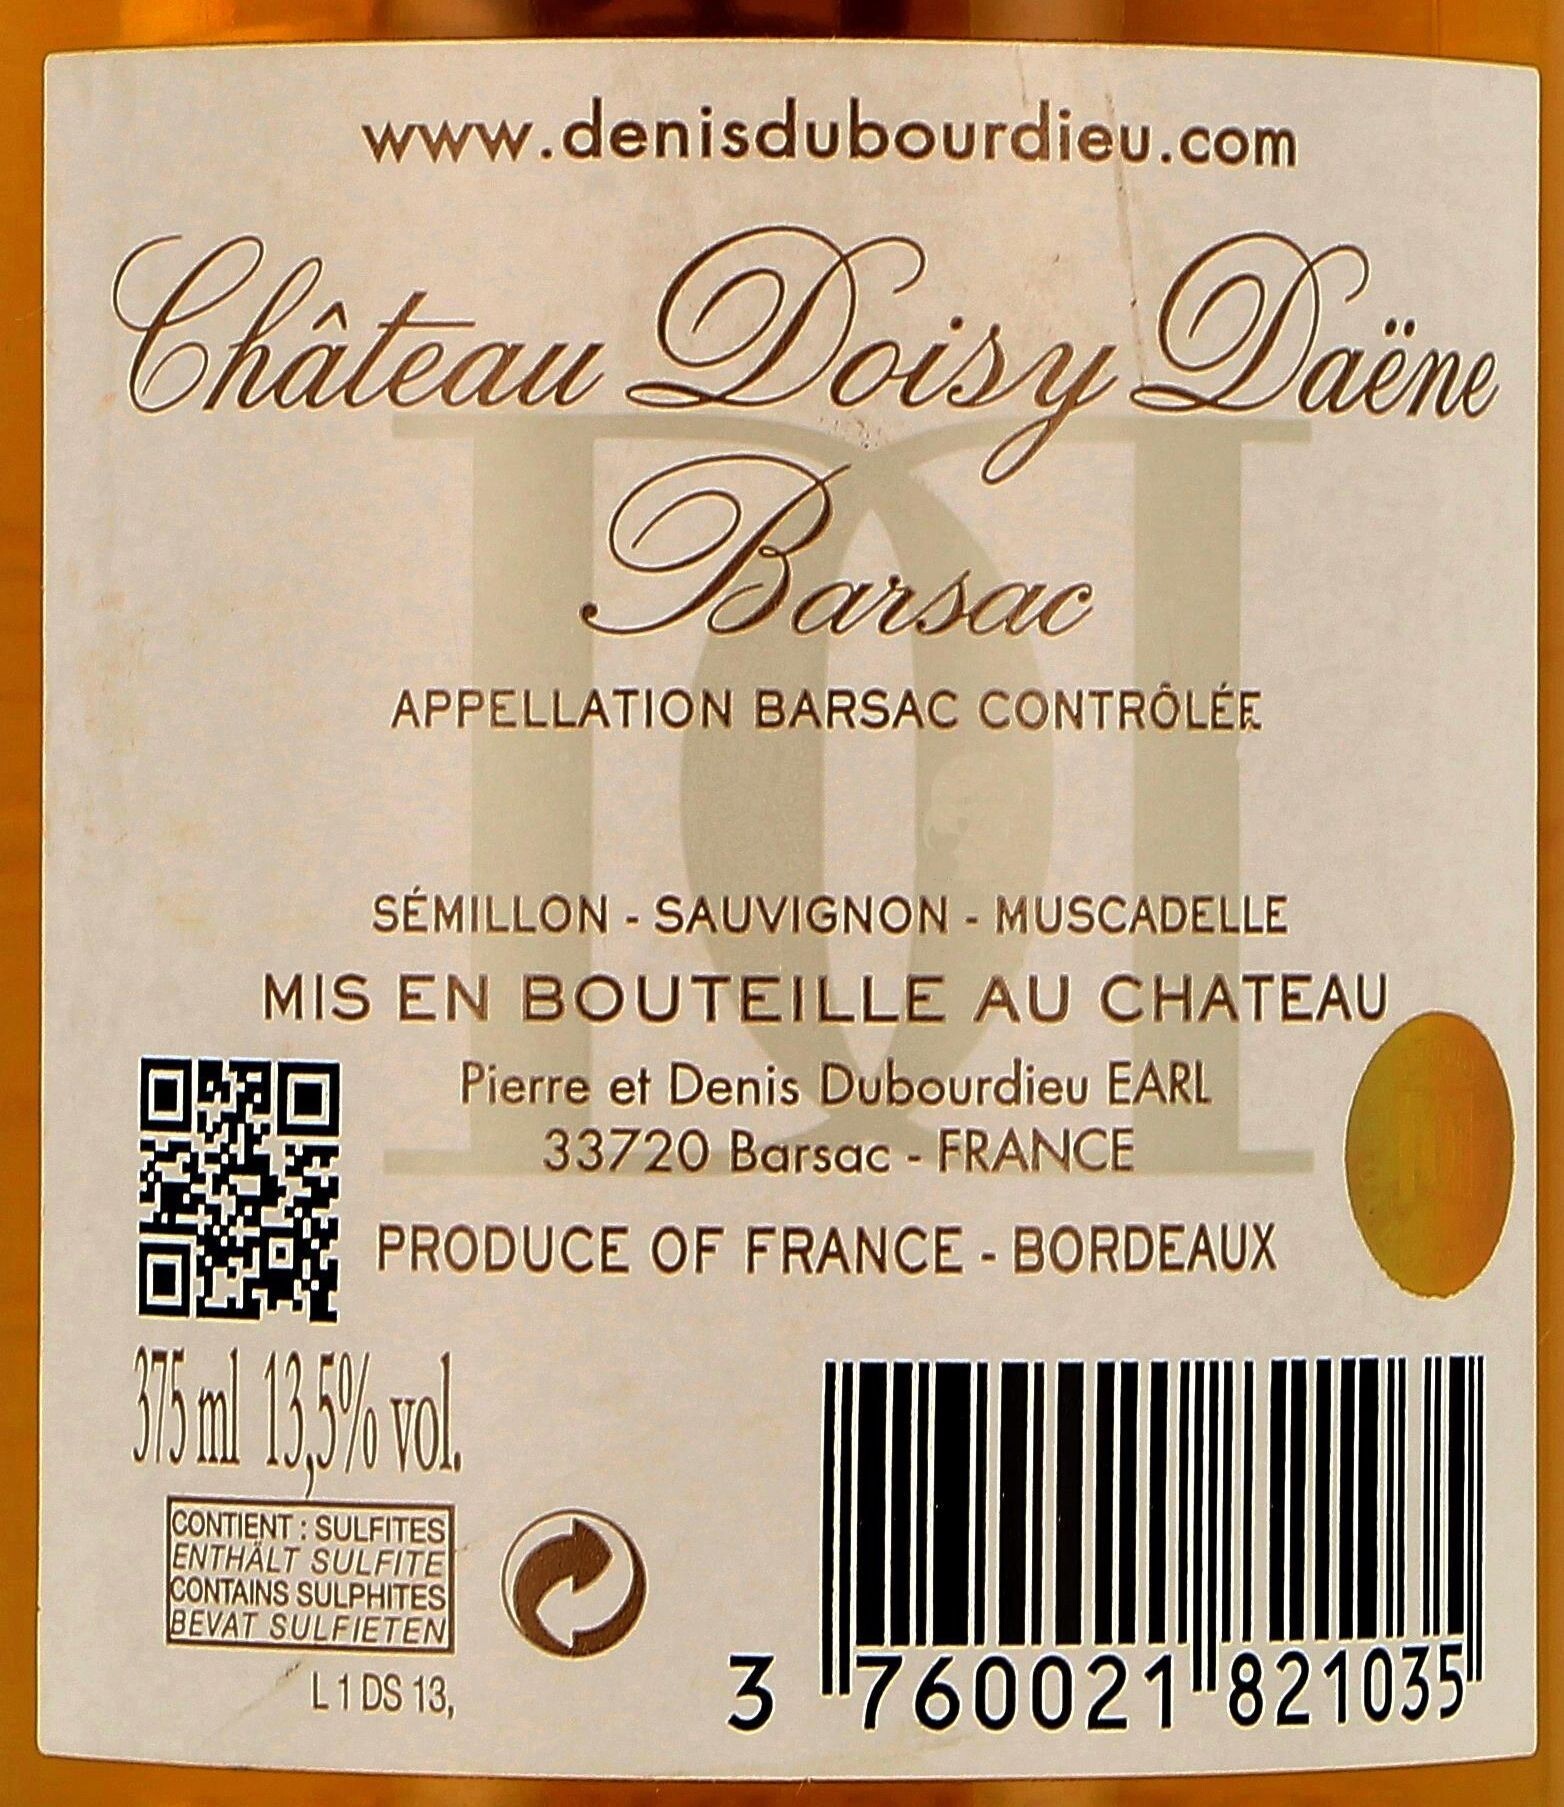 www.denisdubourdieu.com
Château Doisy Daëne
Barsac
APPELLATION BARSAC CONTRÔLÉE
SÉMILLON - SAUVIGNON - MUSCADELLE
MIS EN BOUTEILLE AU CHATEAU
Pierre et Denis Dubourdieu EARL
33720 Barsac - FRANCE
PRODUCE OF FRANCE - BORDEAUX
375 ml 13,5% vol.
CONTIENT : SULFITES
ENTHÄLT SULFITE
CONTAINS SULPHITES
BEVAT SULFIETEN
L 1 DS 13,
3 760021 821035